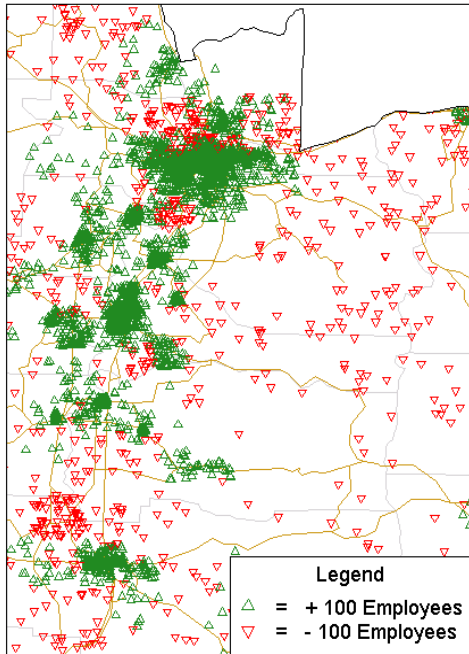 Legend
△ = + 100 Employees
▽ = - 100 Employees